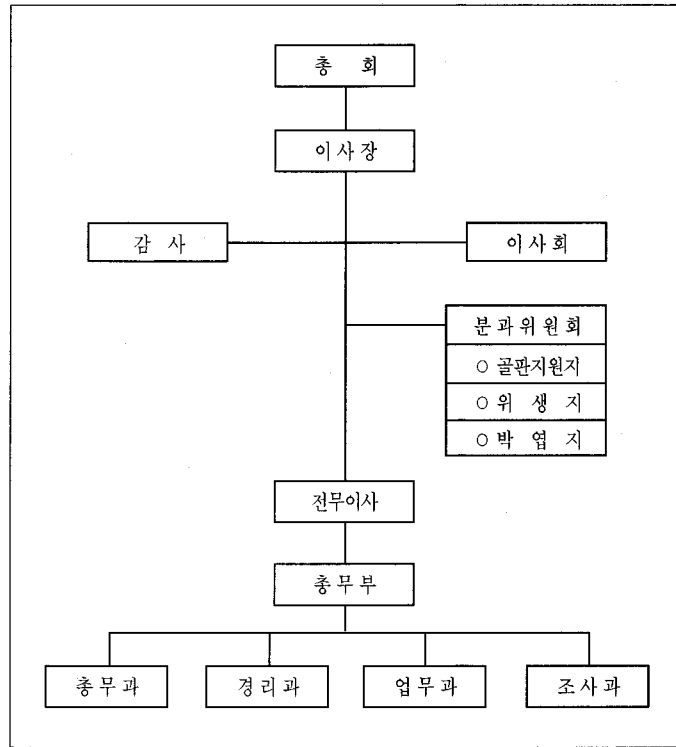 총 회
이사장
감 사
이사회
분과위원회
○ 골판지원지
○ 위 생 지
○ 박 엽 지
전무이사
총무부
총무과
경리과
업무과
조사과